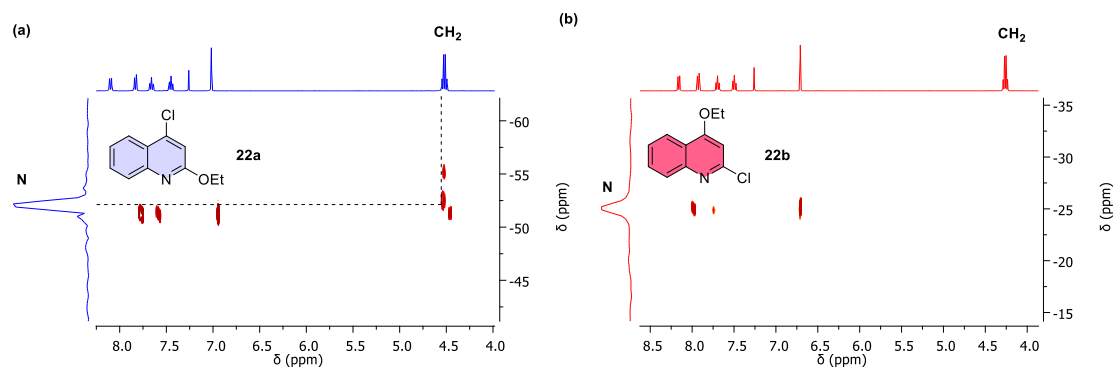 (a)
CH2
Cl
22a
N
OEt
N
-60
-55
-50
-45
δ (ppm)
8.0 7.5 7.0 6.5 6.0 5.5 5.0 4.5 4.0
δ (ppm)
(b)
CH2
OEt
22b
N
Cl
N
-35
-30
-25
-20
-15
δ (ppm)
8.5 8.0 7.5 7.0 6.5 6.0 5.5 5.0 4.5 4.0
δ (ppm)